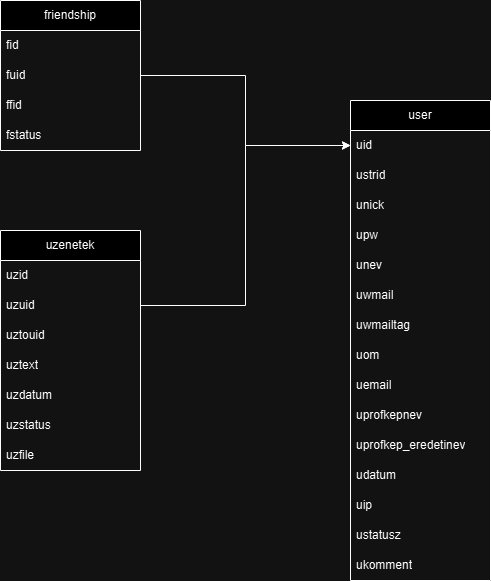 friendship
fid
fuid
ffid
fstatus
uzenetek
uzid
uzuid
uztouid
uztext
uzdatum
uzstatus
uzfile
user
uid
ustrid
unick
upw
unev
uwmail
uwmailtag
uom
uemail
uprofkepnev
uprofkep_eredetinev
udatum
uip
ustatusz
ukomment